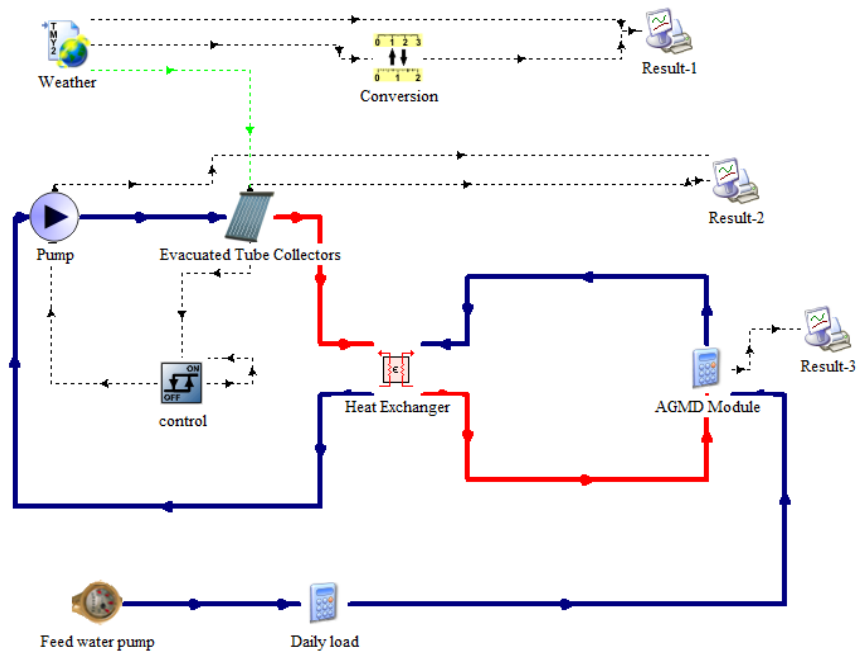 TMY2
Weather
0 1 2 3
0 1 2
Conversion
Result-1
Pump
Evacuated Tube Collectors
Result-2
ON
OFF
control
ε
Heat Exchanger
AGMD Module
Result-3
Feed water pump
Daily load